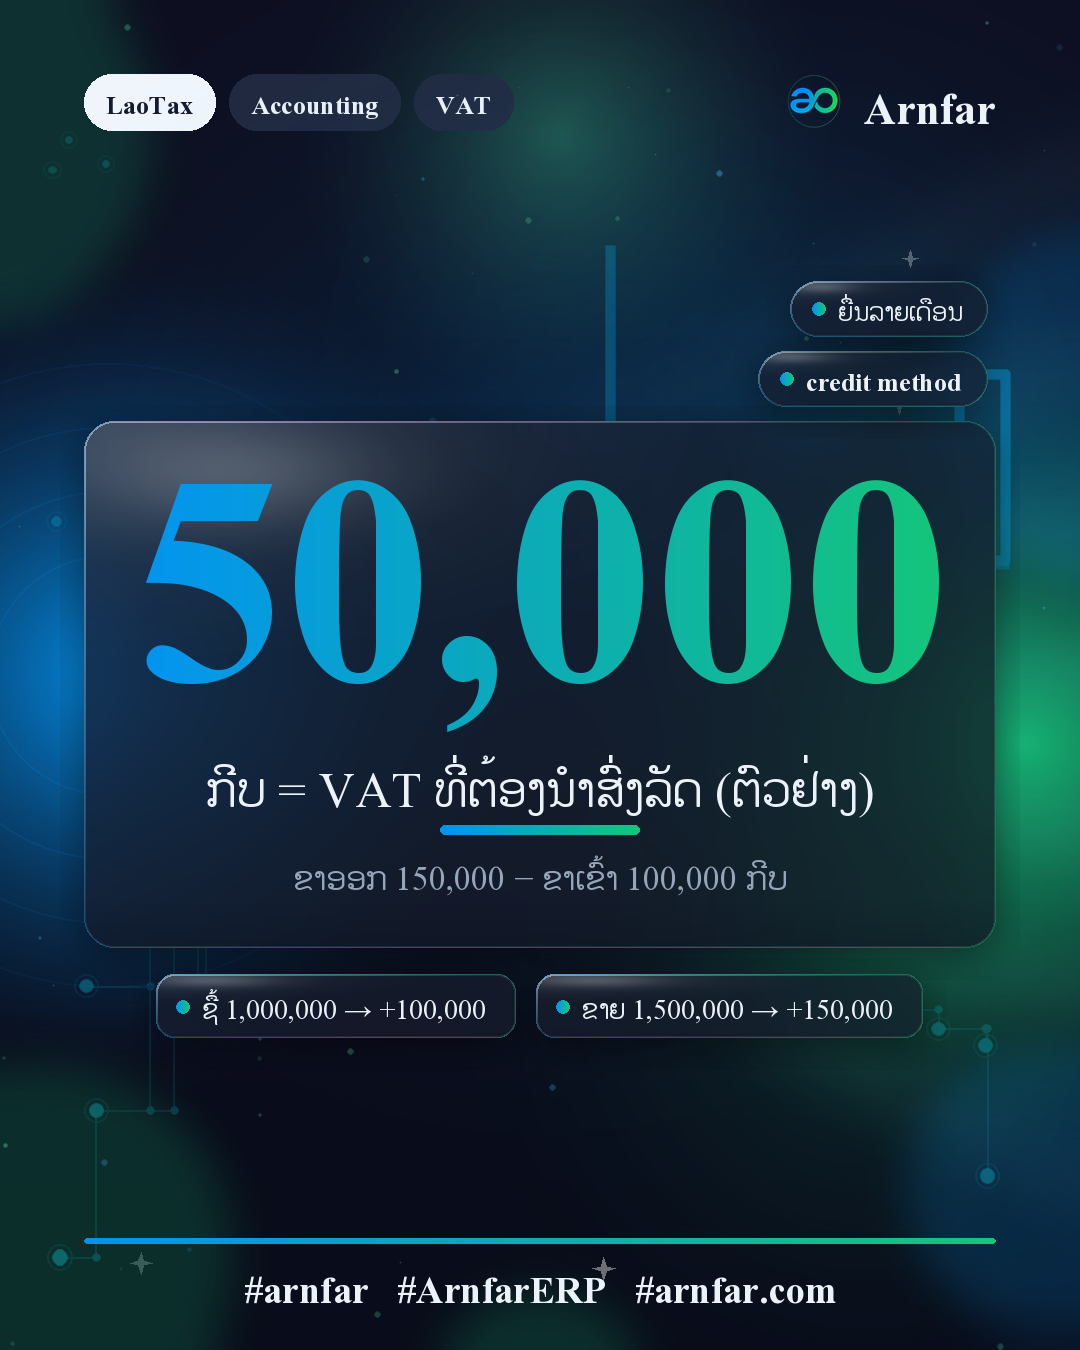 LaoTax Accounting VAT
Arnfar
ຍື່ນລາຍເດືອນ
credit method
50,000
ກີບ = VAT ທີ່ຕ້ອງນຳສົ່ງລັດ (ຕົວຢ່າງ)
ຂາອອກ 150,000 − ຂາເຂົ້າ 100,000 ກີບ
ຊື້ 1,000,000 → +100,000
ຂາຍ 1,500,000 → +150,000
#arnfar #ArnfarERP #arnfar.com